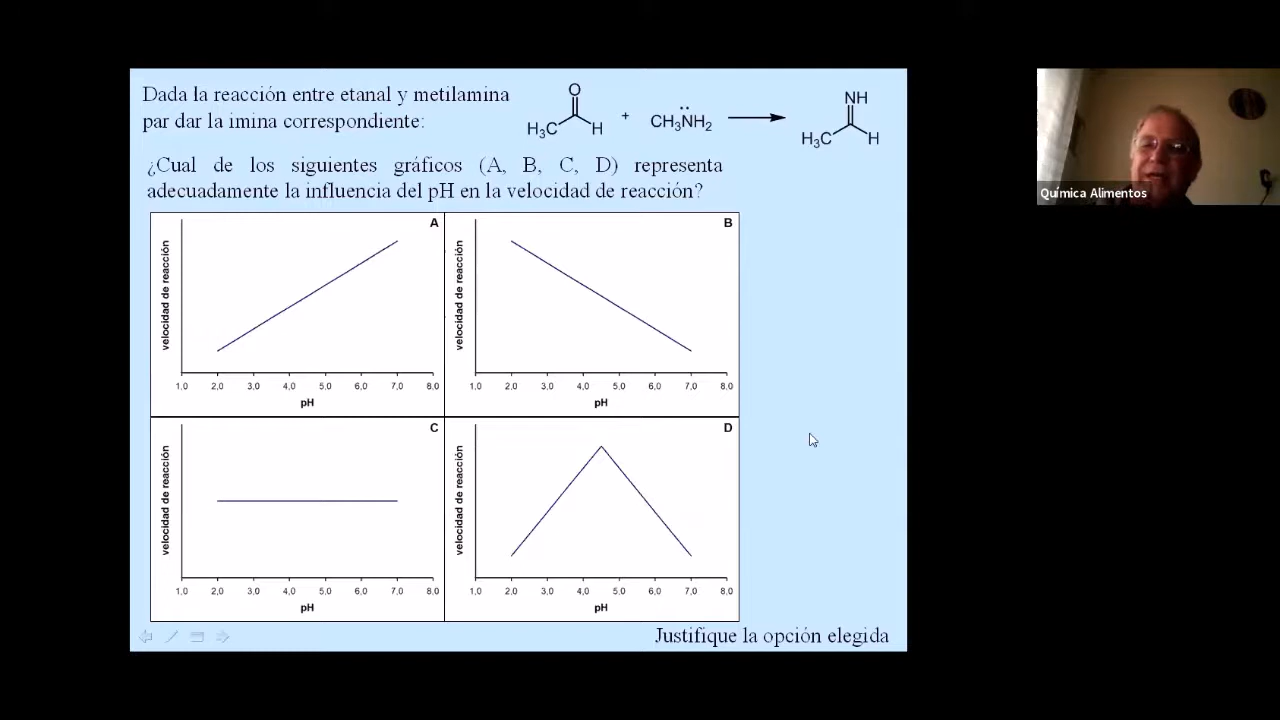 Dada la reacción entre etanal y metilamina
par dar la imina correspondiente:
O
H₃C H + CH₃NH₂
NH
H₃C H
¿Cual de los siguientes gráficos (A, B, C, D) representa
adecuadamente la influencia del pH en la velocidad de reacción?
Química Alimentos
A
velocidad de reacción
1,0 2,0 3,0 4,0 5,0 6,0 7,0 8,0
pH
B
velocidad de reacción
1,0 2,0 3,0 4,0 5,0 6,0 7,0 8,0
pH
C
velocidad de reacción
1,0 2,0 3,0 4,0 5,0 6,0 7,0 8,0
pH
D
velocidad de reacción
1,0 2,0 3,0 4,0 5,0 6,0 7,0 8,0
pH
Justifique la opción elegida